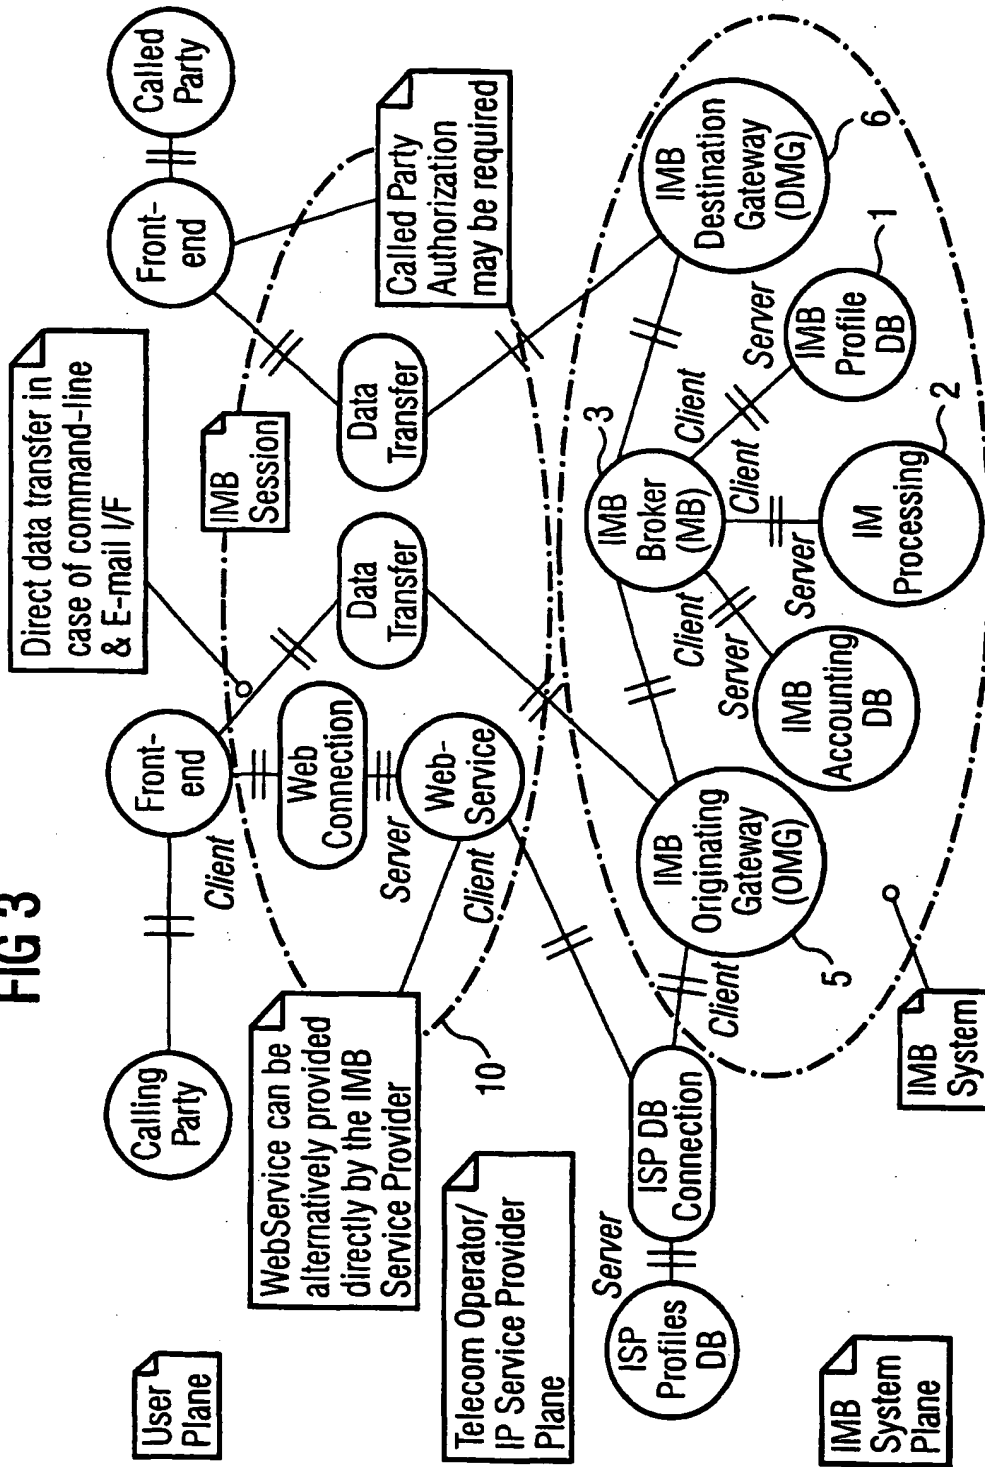 FIG 3
User
Plane
Calling
Party
Front-
end
Client
Direct data transfer in
case of command-line
& E-mail I/F
Front-
end
Called
Party
WebService can be
alternatively provided
directly by the IMB
Service Provider
10
Web
Connection
Server
Web-
Service
Client
IMB
Session
Data
Transfer
Data
Transfer
Called Party
Authorization
may be required
Telecom Operator/
IP Service Provider
Plane
ISP
Profiles
DB
Server
ISP DB
Connection
Client
IMB
Originating
Gateway
(OMG)
5
IMB
Broker
(MB)
3
Client
Server
IMB
Accounting
DB
Client
Server
IM
Processing
2
Client
Server
IMB
Profile
DB
1
IMB
Destination
Gateway
(DMG)
6
IMB
System
Plane
IMB
System